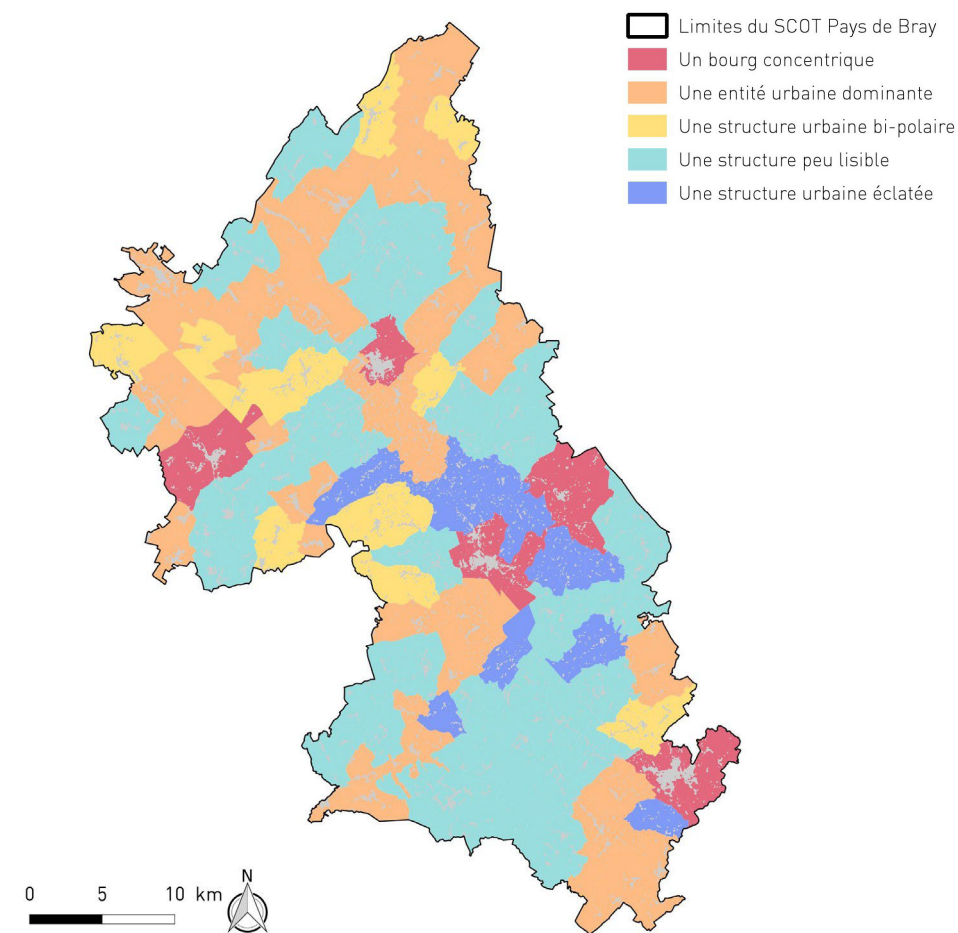 Limites du SCOT Pays de Bray
Un bourg concentrique
Une entité urbaine dominante
Une structure urbaine bi-polaire
Une structure peu lisible
Une structure urbaine éclatée
0 5 10 km
N